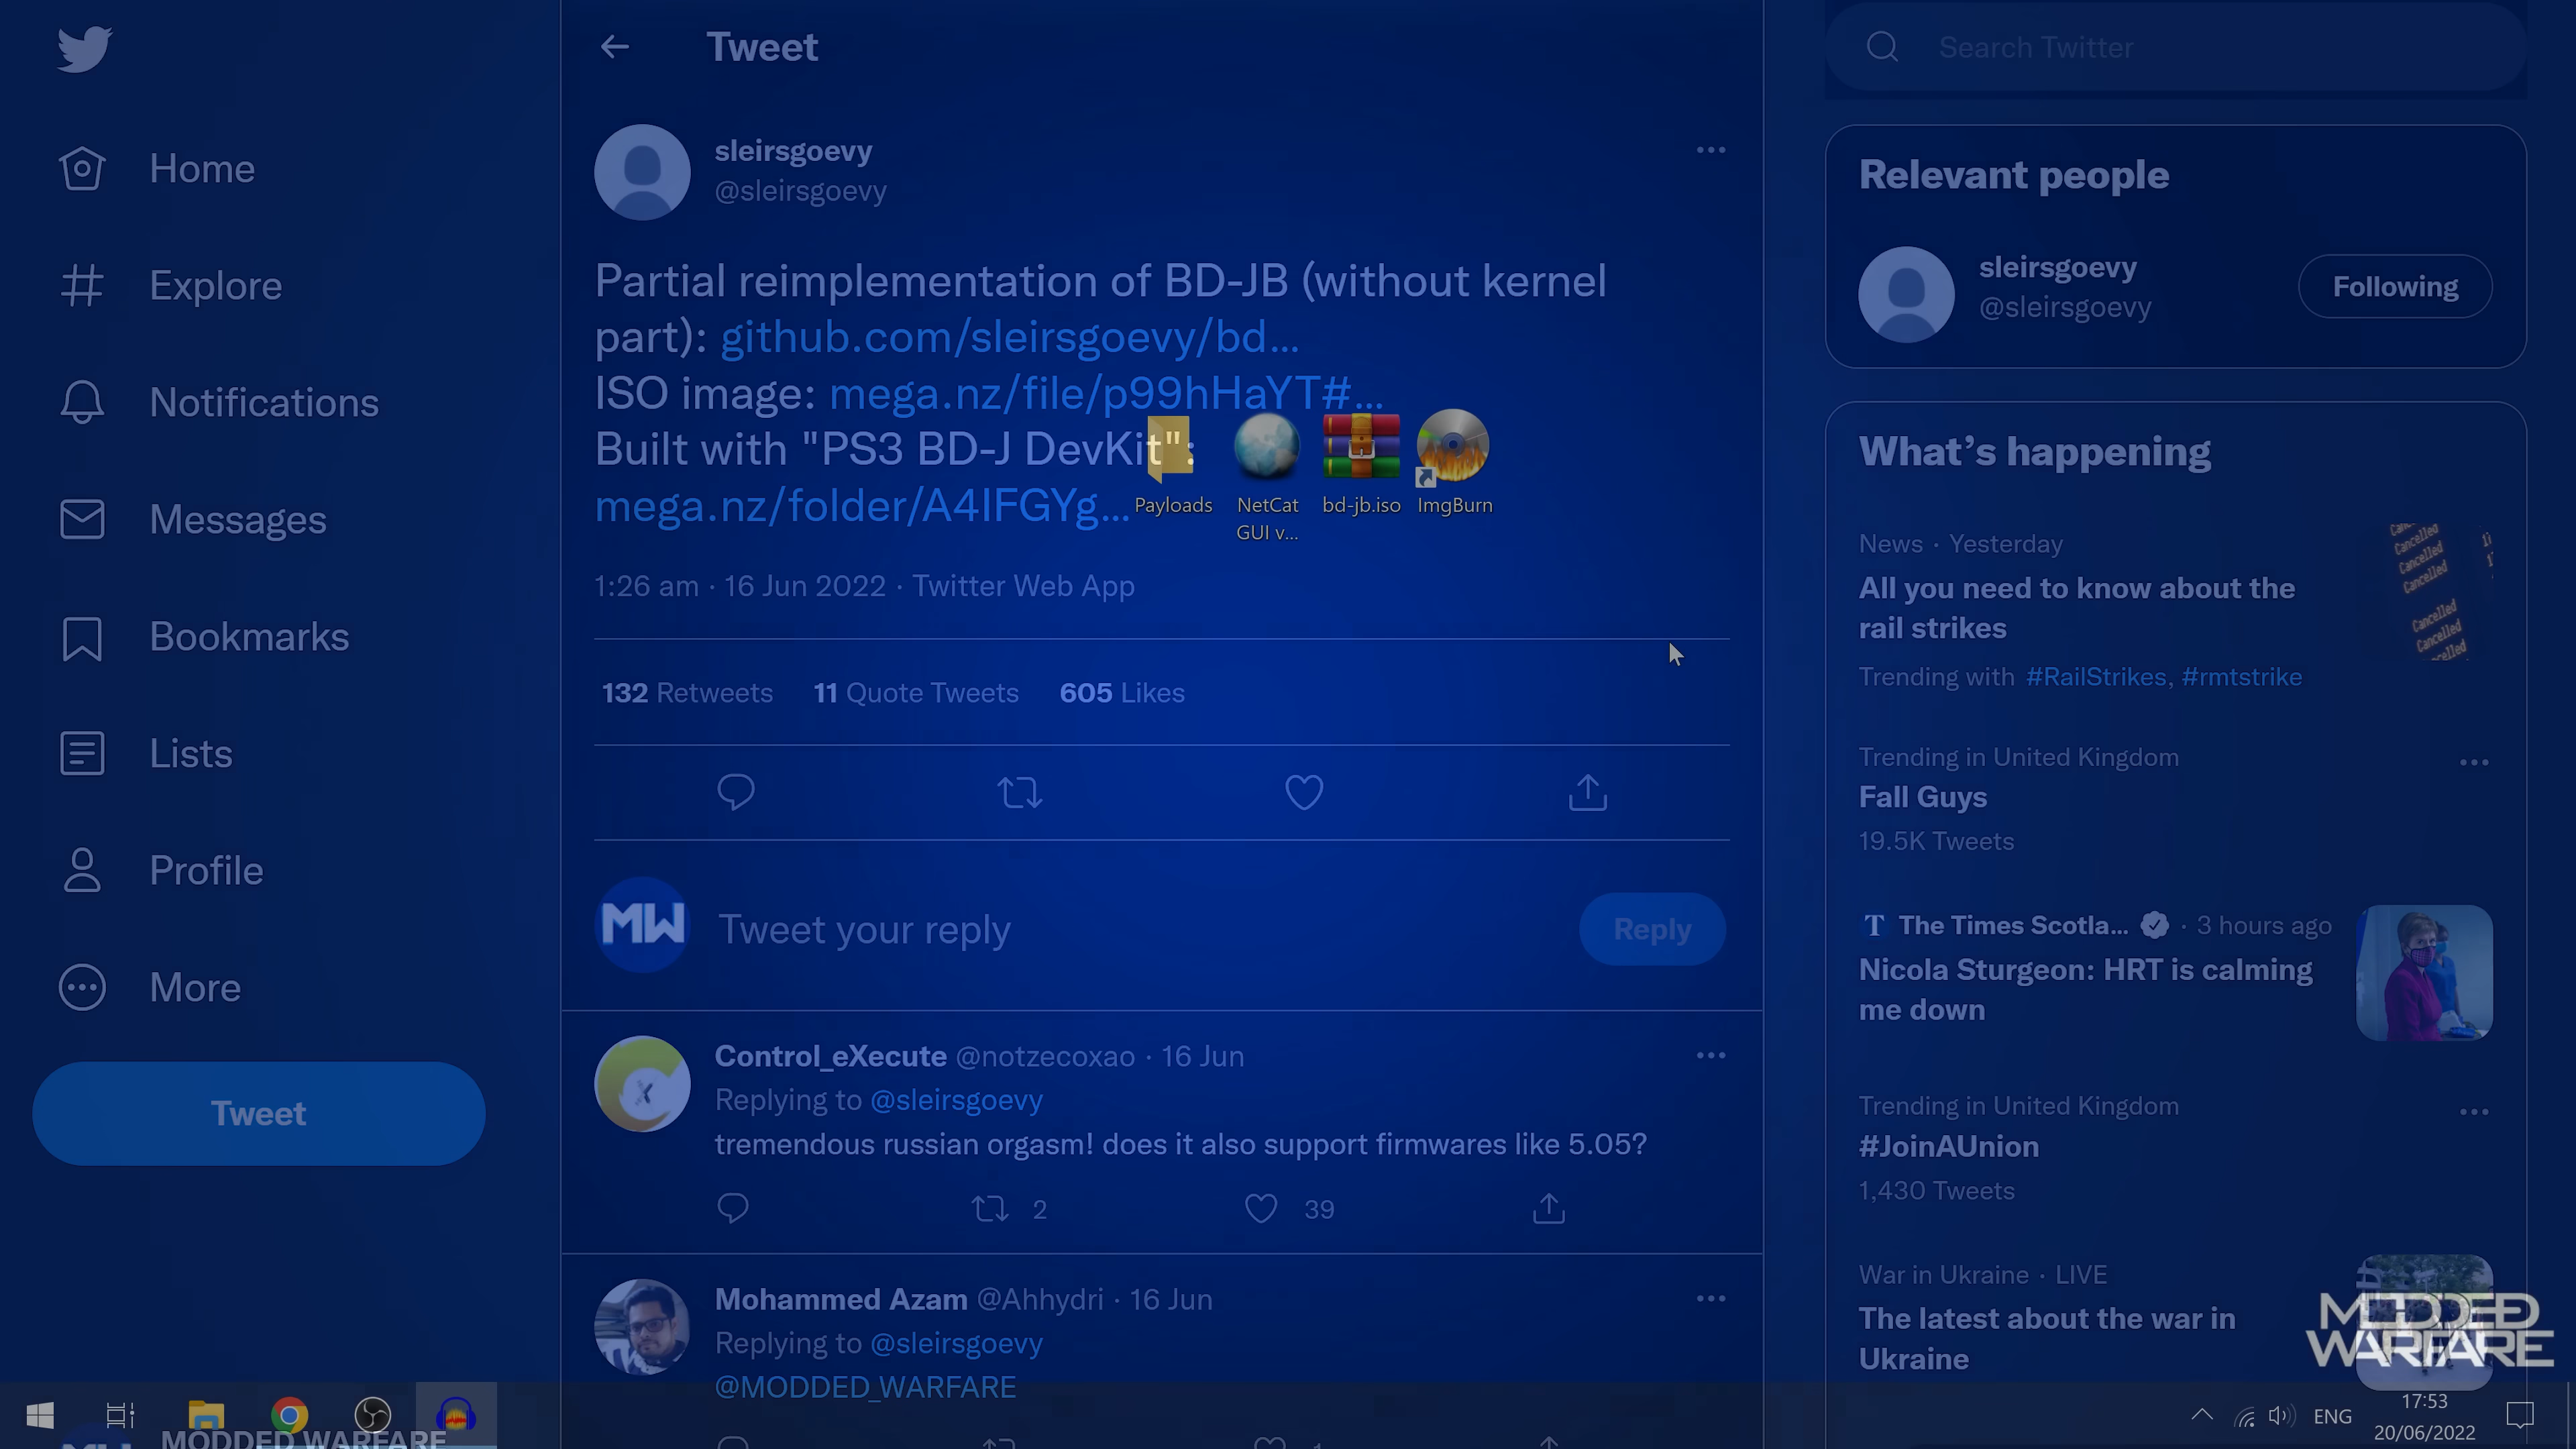 Home
Explore
Notifications
Messages
Bookmarks
Lists
Profile
More
Tweet
Tweet
sleirsgoevy
@sleirsgoevy
Partial reimplementation of BD-JB (without kernel
part): github.com/sleirsgoevy/bd...
ISO image: mega.nz/file/p99hHaYT#...
Built with "PS3 BD-J DevKit":
mega.nz/folder/A4IFGYg...
Payloads
NetCat
GUI v...
bd-jb.iso
ImgBurn
1:26 am · 16 Jun 2022 · Twitter Web App
132 Retweets 11 Quote Tweets 605 Likes
MW
Tweet your reply
Reply
Control_eXecute @notzecoxao · 16 Jun
Replying to @sleirsgoevy
tremendous russian orgasm! does it also support firmwares like 5.05?
2
39
Mohammed Azam @Ahhydri · 16 Jun
Replying to @sleirsgoevy
@MODDED_WARFARE
1
Search Twitter
Relevant people
sleirsgoevy
@sleirsgoevy
Following
What's happening
News · Yesterday
All you need to know about the
rail strikes
Trending with #RailStrikes, #rmtstrike
Cancelled
Cancelled
Cancelled
Cancelled
Cancelled
Trending in United Kingdom
Fall Guys
19.5K Tweets
T The Times Scotla... · 3 hours ago
Nicola Sturgeon: HRT is calming
me down
Trending in United Kingdom
#JoinAUnion
1,430 Tweets
War in Ukraine · LIVE
The latest about the war in
Ukraine
MODDED
WARFARE
MODDED WARFARE
ENG
17:53
20/06/2022